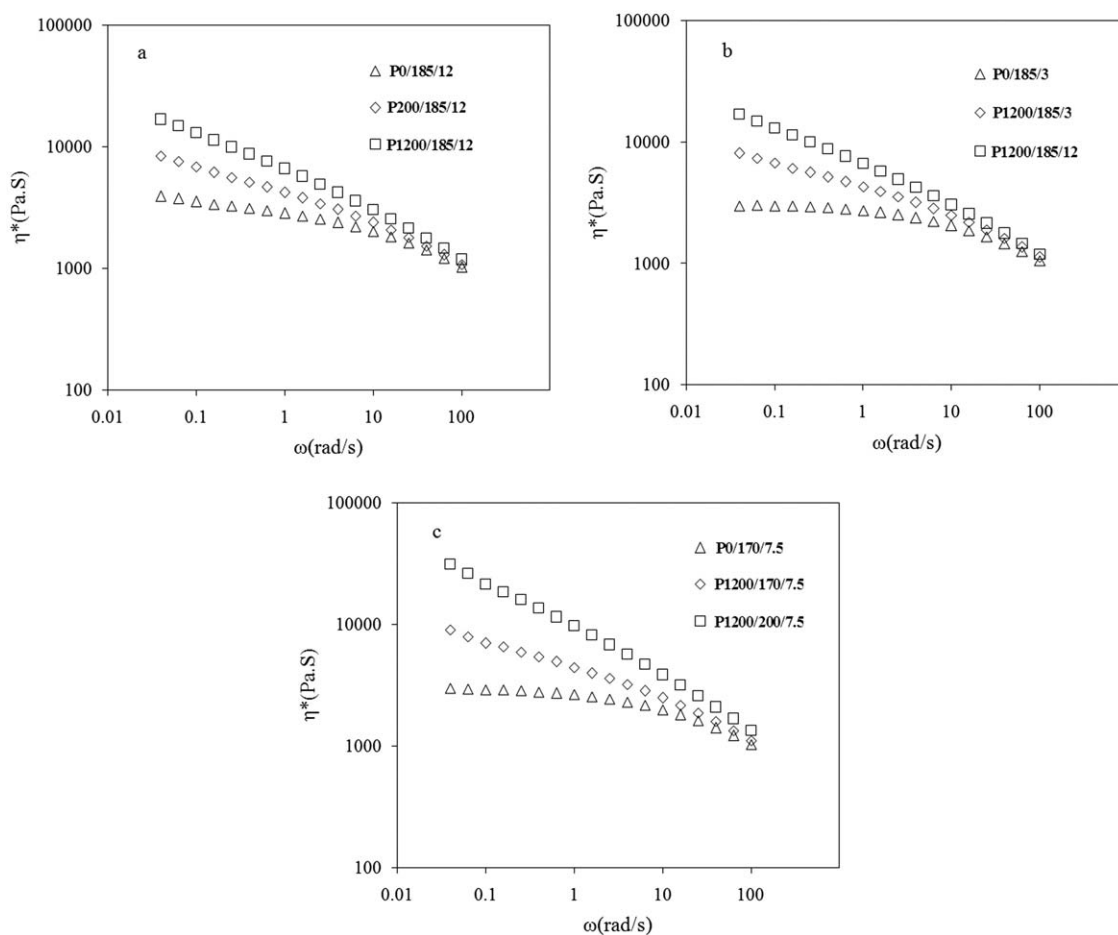 100000
a
P0/185/12
P200/185/12
P1200/185/12
10000
η*(Pa.S)
1000
100
0.01 0.1 1 10 100
ω(rad/s)
100000
b
P0/185/3
P1200/185/3
P1200/185/12
10000
η*(Pa.S)
1000
100
0.01 0.1 1 10 100
ω(rad/s)
100000
c
P0/170/7.5
P1200/170/7.5
P1200/200/7.5
10000
η*(Pa.S)
1000
100
0.01 0.1 1 10 100
ω(rad/s)